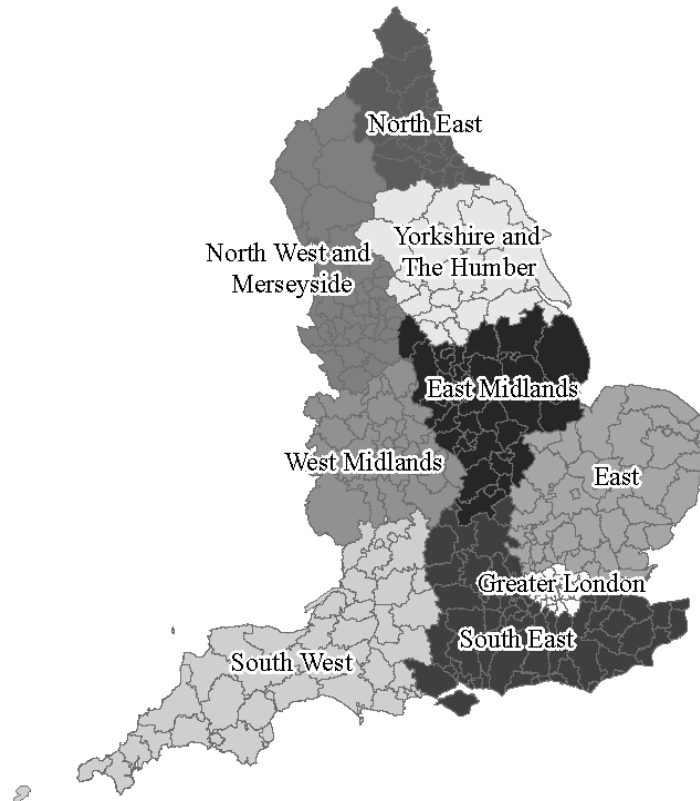 North East
Yorkshire and
The Humber
North West and
Merseyside
East Midlands
West Midlands
East
Greater London
South East
South West